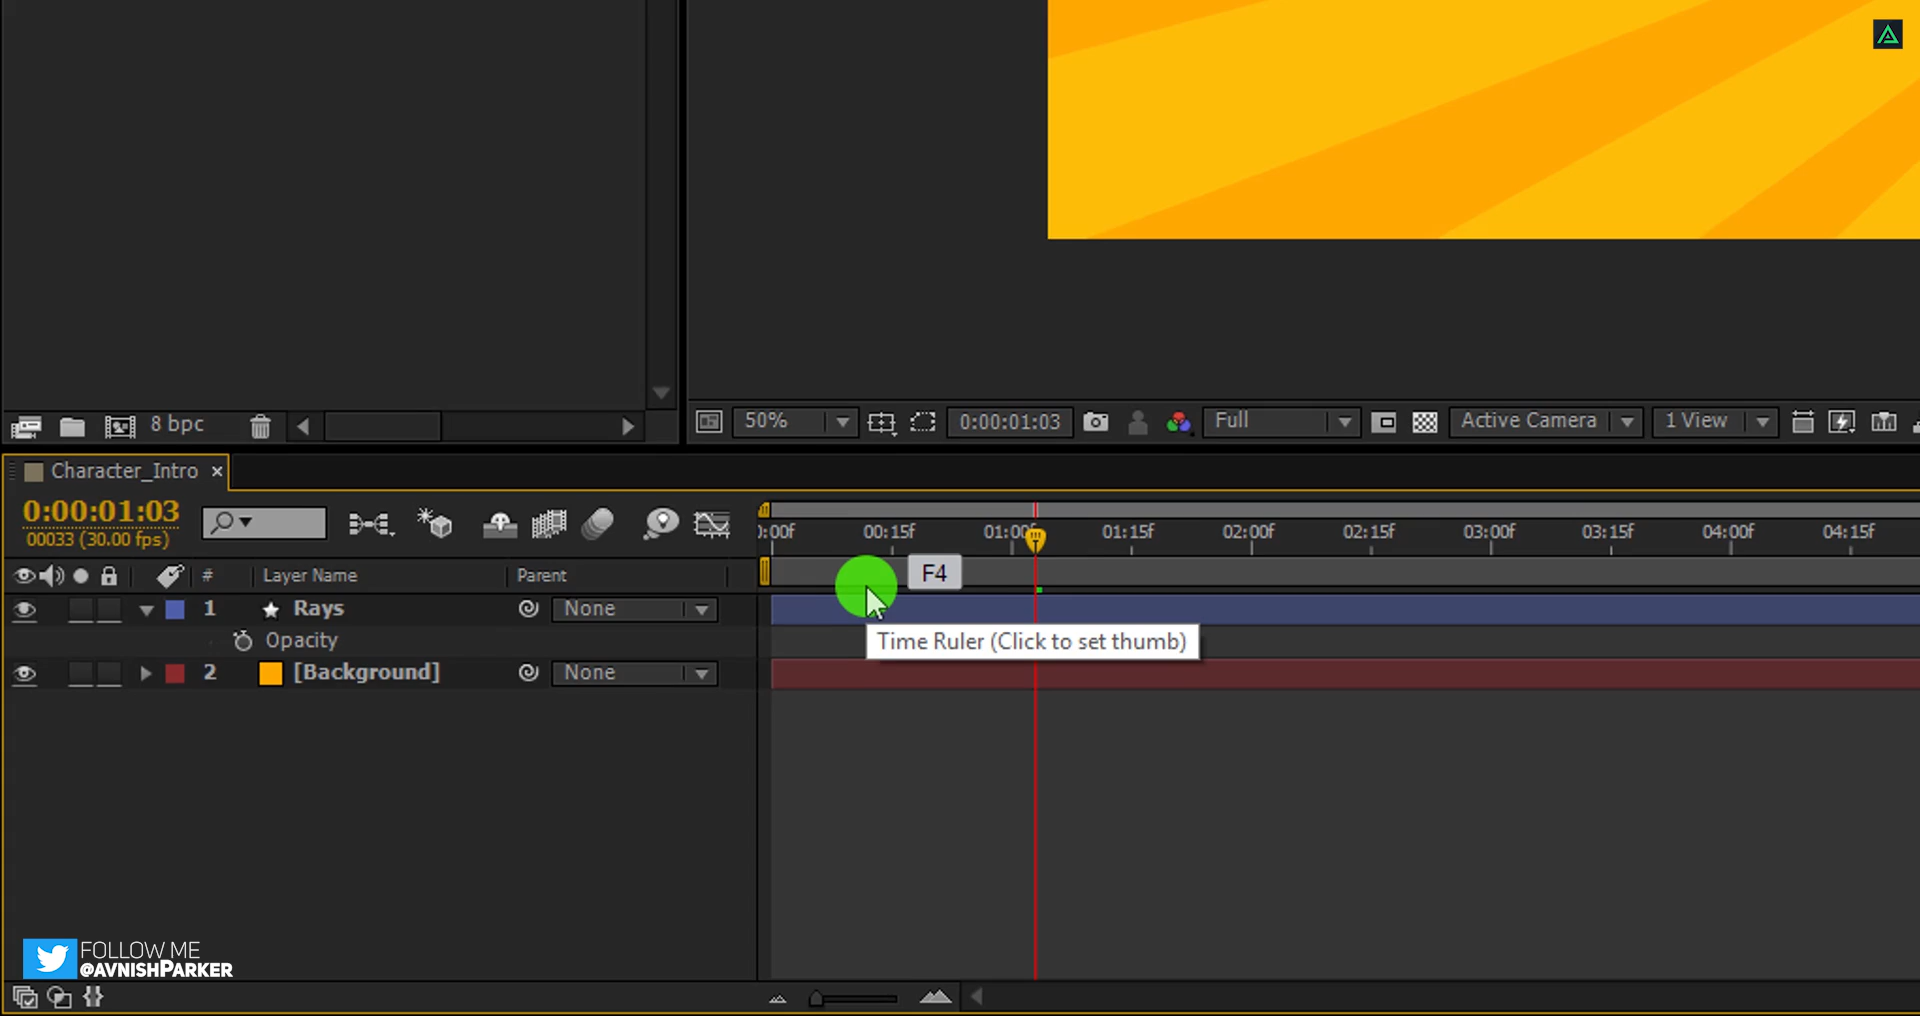 8 bpc
50%
0:00:01:03
Full
Active Camera
1 View
Character_Intro ×
0:00:01:03
00033 (30.00 fps)
:00f 00:15f 01:00f 01:15f 02:00f 02:15f 03:00f 03:15f 04:00f 04:15f
# Layer Name Parent
F4
1 Rays None
Opacity
Time Ruler (Click to set thumb)
2 [Background] None
FOLLOW ME
@AVNISHPARKER